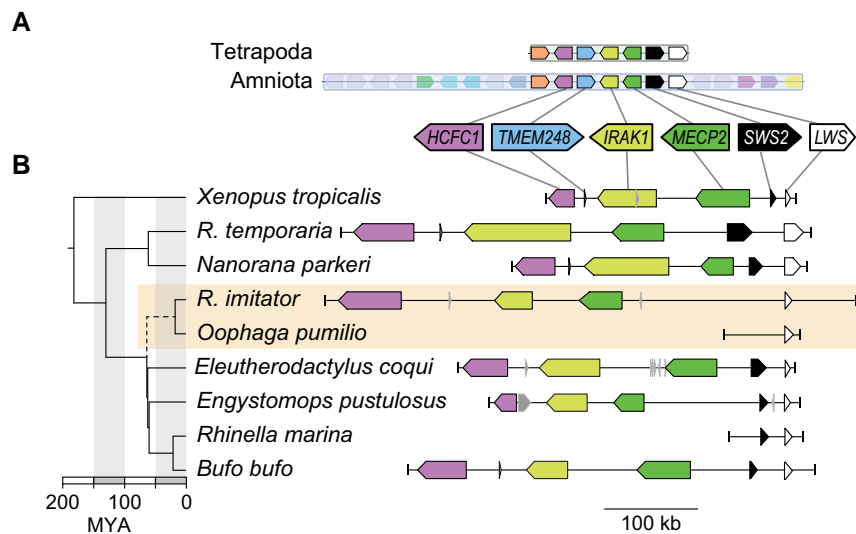 A
Tetrapoda
Amniota
HCFC1 TMEM248 IRAK1 MECP2 SWS2 LWS
B
Xenopus tropicalis
R. temporaria
Nanorana parkeri
R. imitator
Oophaga pumilio
Eleutherodactylus coqui
Engystomops pustulosus
Rhinella marina
Bufo bufo
200 100 0
MYA
100 kb